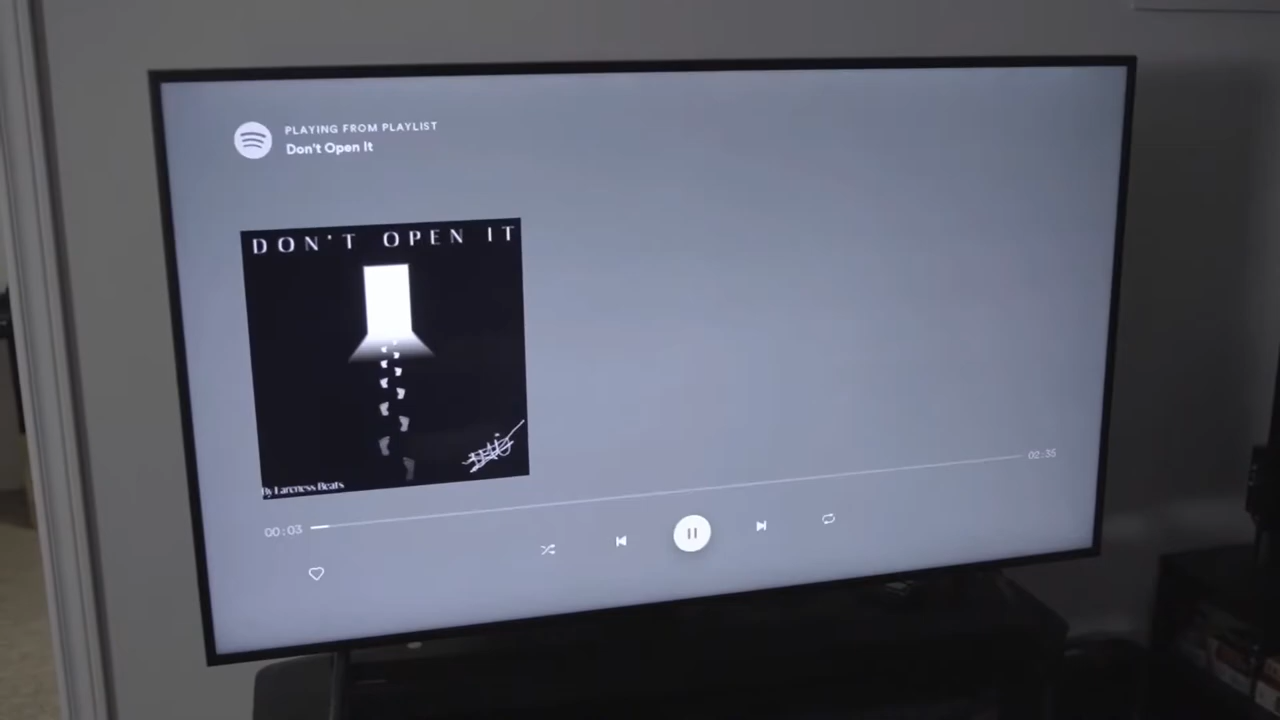 PLAYING FROM PLAYLIST
Don't Open It
DON'T OPEN IT
By Lareness Beats
00:03
02:35